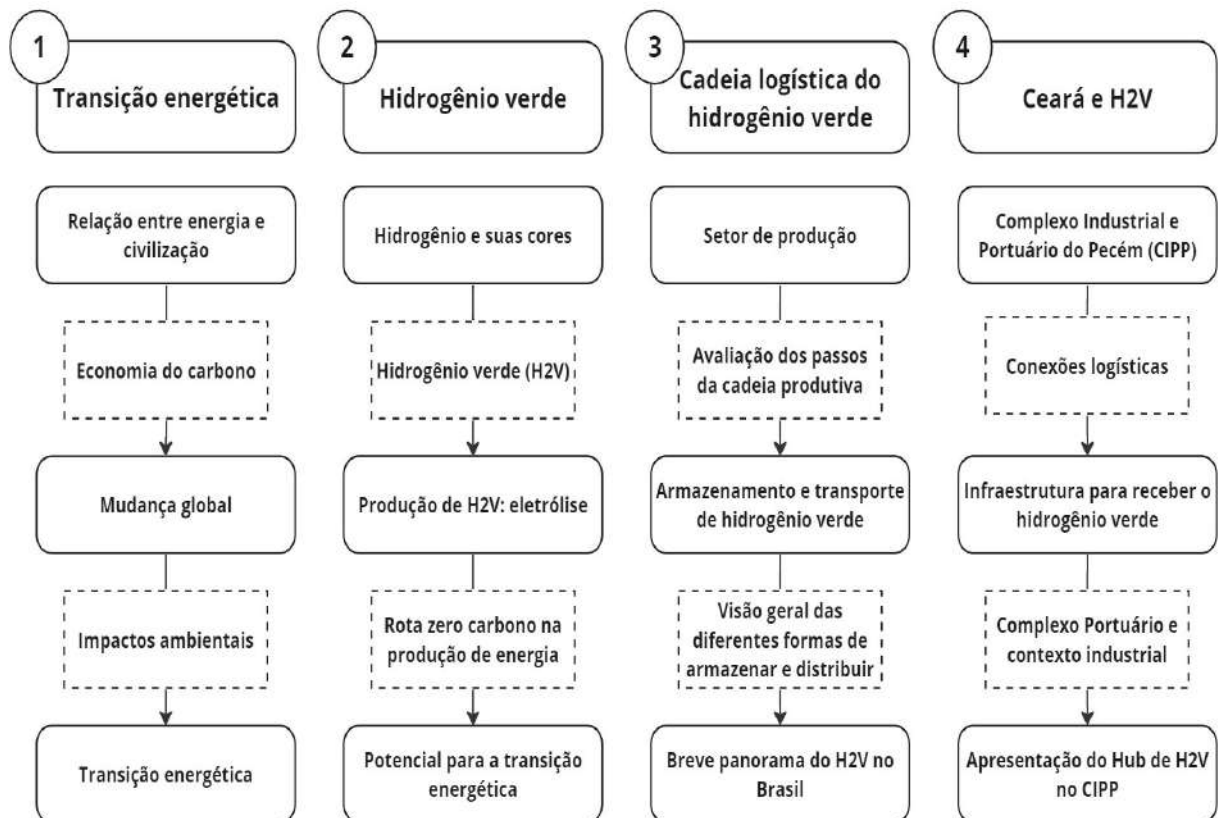 1
Transição energética
Relação entre energia e
civilização
Economia do carbono
Mudança global
Impactos ambientais
Transição energética
2
Hidrogênio verde
Hidrogênio e suas cores
Hidrogênio verde (H2V)
Produção de H2V: eletrólise
Rota zero carbono na
produção de energia
Potencial para a transição
energética
3
Cadeia logística do
hidrogênio verde
Setor de produção
Avaliação dos passos
da cadeia produtiva
Armazenamento e transporte
de hidrogênio verde
Visão geral das
diferentes formas de
armazenar e distribuir
Breve panorama do H2V no
Brasil
4
Ceará e H2V
Complexo Industrial e
Portuário do Pecém (CIPP)
Conexões logísticas
Infraestrutura para receber o
hidrogênio verde
Complexo Portuário e
contexto industrial
Apresentação do Hub de H2V
no CIPP